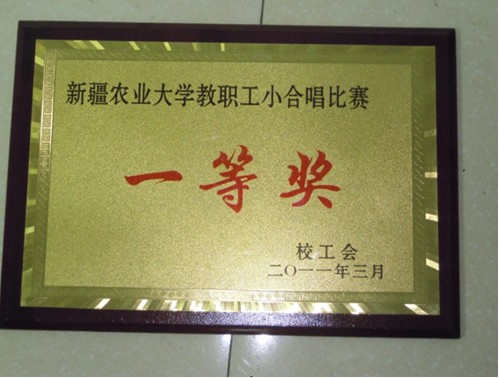 新疆农业大学教职工小合唱比赛
一等奖
校工会
二〇一一年三月